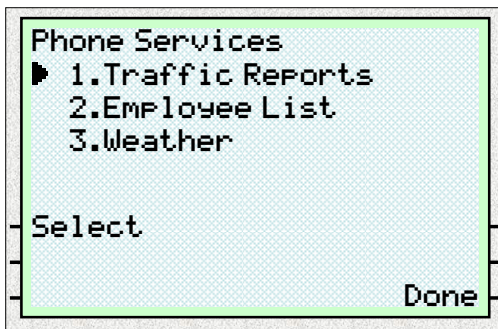 Phone Services
1.Traffic Reports
2.Employee List
3.Weather
Select
Done